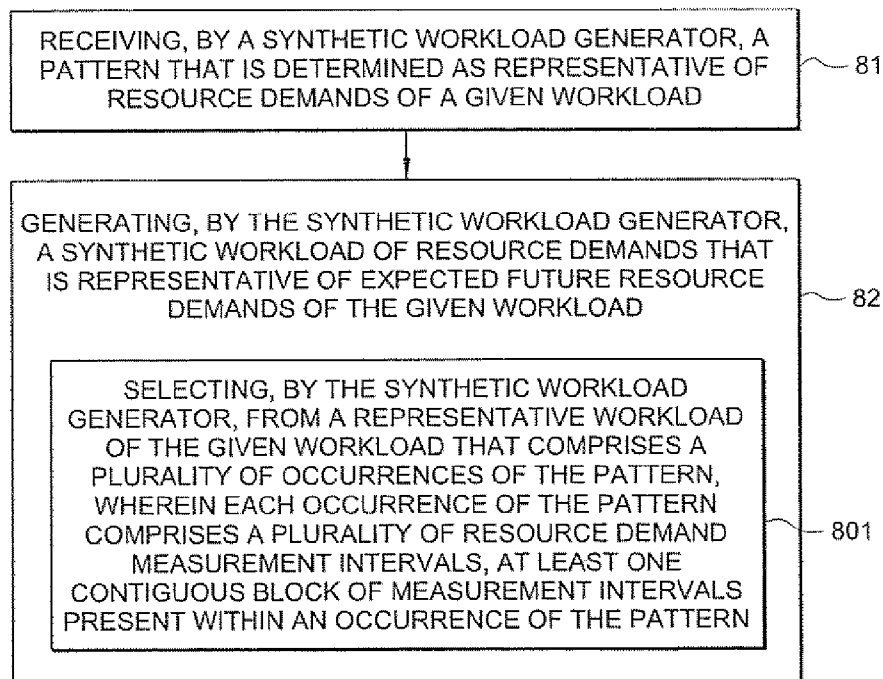 RECEIVING, BY A SYNTHETIC WORKLOAD GENERATOR, A
PATTERN THAT IS DETERMINED AS REPRESENTATIVE OF
RESOURCE DEMANDS OF A GIVEN WORKLOAD
81
GENERATING, BY THE SYNTHETIC WORKLOAD GENERATOR,
A SYNTHETIC WORKLOAD OF RESOURCE DEMANDS THAT
IS REPRESENTATIVE OF EXPECTED FUTURE RESOURCE
DEMANDS OF THE GIVEN WORKLOAD
82
SELECTING, BY THE SYNTHETIC WORKLOAD
GENERATOR, FROM A REPRESENTATIVE WORKLOAD
OF THE GIVEN WORKLOAD THAT COMPRISES A
PLURALITY OF OCCURRENCES OF THE PATTERN,
WHEREIN EACH OCCURRENCE OF THE PATTERN
COMPRISES A PLURALITY OF RESOURCE DEMAND
MEASUREMENT INTERVALS, AT LEAST ONE
CONTIGUOUS BLOCK OF MEASUREMENT INTERVALS
PRESENT WITHIN AN OCCURRENCE OF THE PATTERN
801